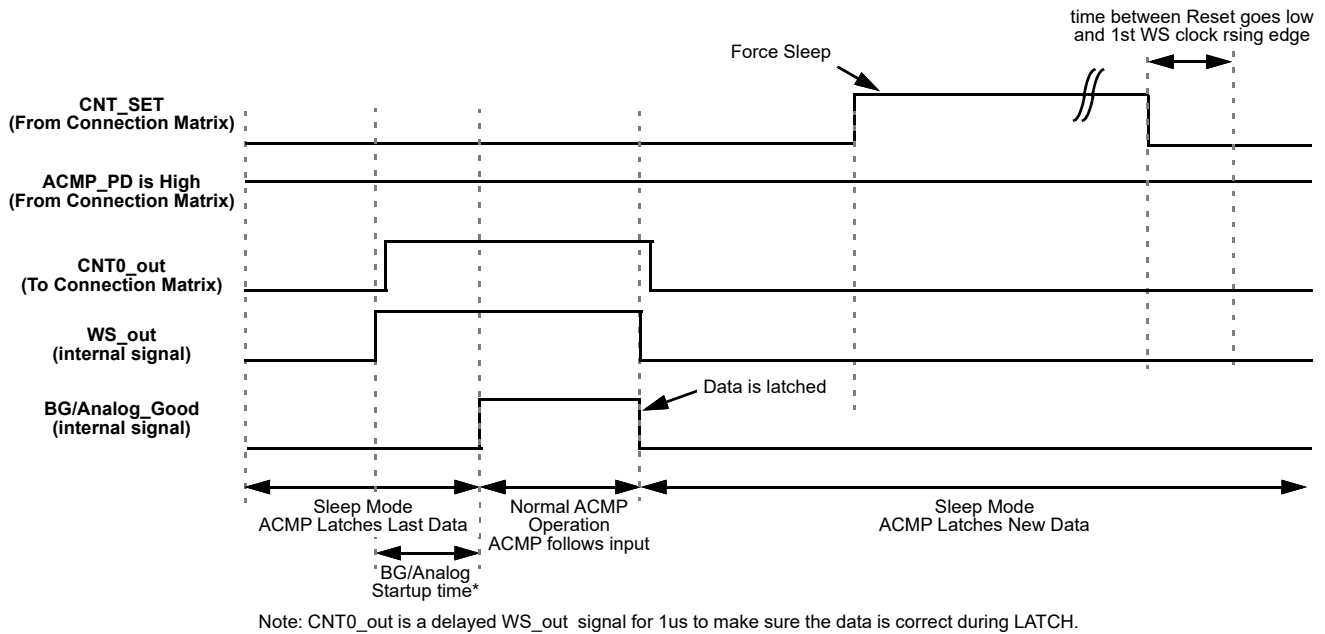 time between Reset goes low
and 1st WS clock rsing edge
Force Sleep
CNT_SET
(From Connection Matrix)
ACMP_PD is High
(From Connection Matrix)
CNT0_out
(To Connection Matrix)
WS_out
(internal signal)
Data is latched
BG/Analog_Good
(internal signal)
Sleep Mode
ACMP Latches Last Data
Normal ACMP
Operation
ACMP follows input
Sleep Mode
ACMP Latches New Data
BG/Analog
Startup time*
Note: CNT0_out is a delayed WS_out signal for 1us to make sure the data is correct during LATCH.